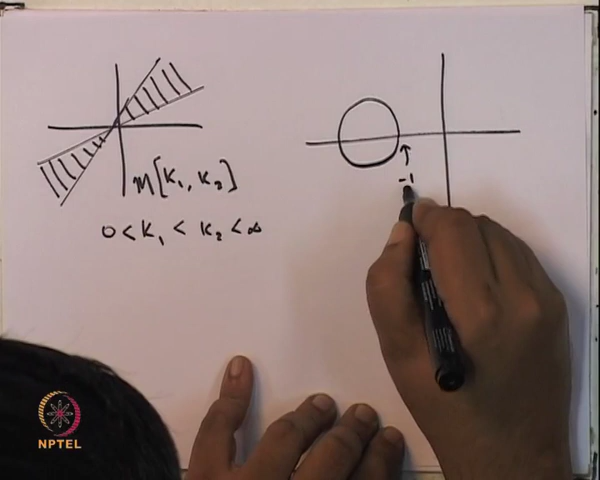 η[K₁, K₂]
0 < K₁ < K₂ < ∞
-1
NPTEL